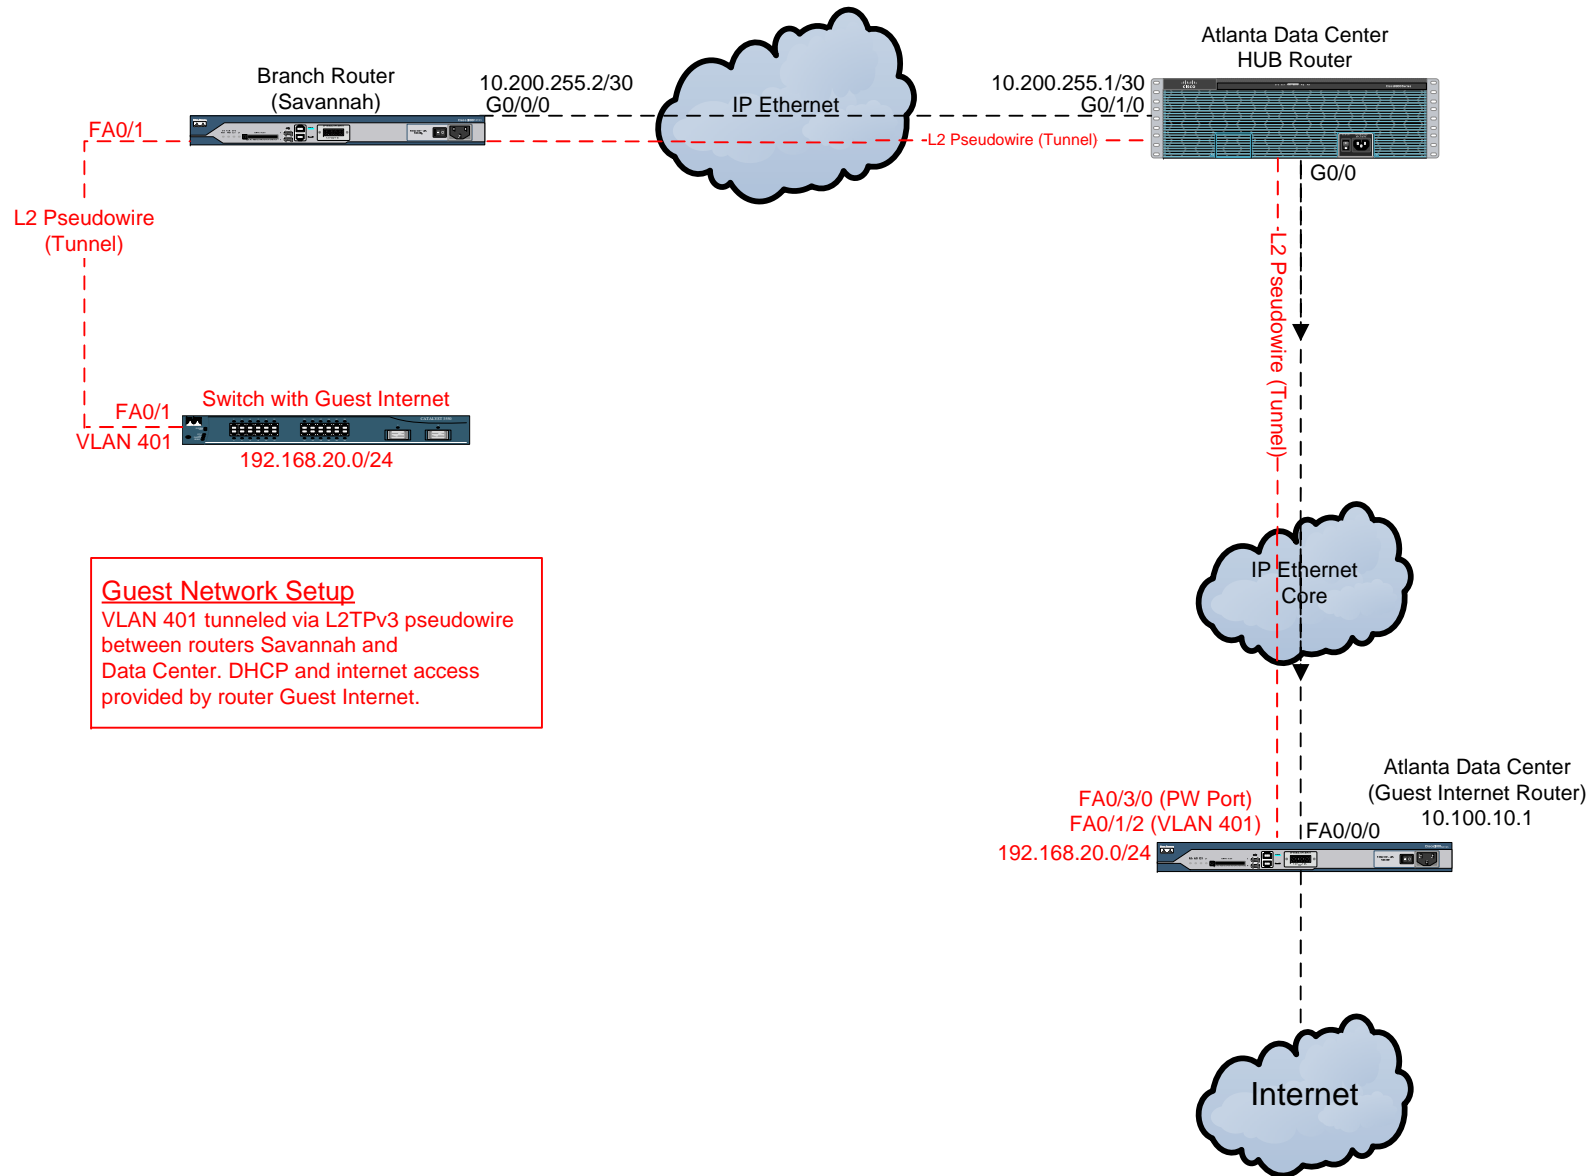 Branch Router
(Savannah)
10.200.255.2/30
G0/0/0
IP Ethernet
10.200.255.1/30
G0/1/0
Atlanta Data Center
HUB Router
FA0/1
L2 Pseudowire (Tunnel)
G0/0
L2 Pseudowire
(Tunnel)
L2 Pseudowire (Tunnel)
FA0/1
VLAN 401
Switch with Guest Internet
192.168.20.0/24
Guest Network Setup
VLAN 401 tunneled via L2TPv3 pseudowire
between routers Savannah and
Data Center. DHCP and internet access
provided by router Guest Internet.
IP Ethernet
Core
FA0/3/0 (PW Port)
FA0/1/2 (VLAN 401)
192.168.20.0/24
FA0/0/0
Atlanta Data Center
(Guest Internet Router)
10.100.10.1
Internet